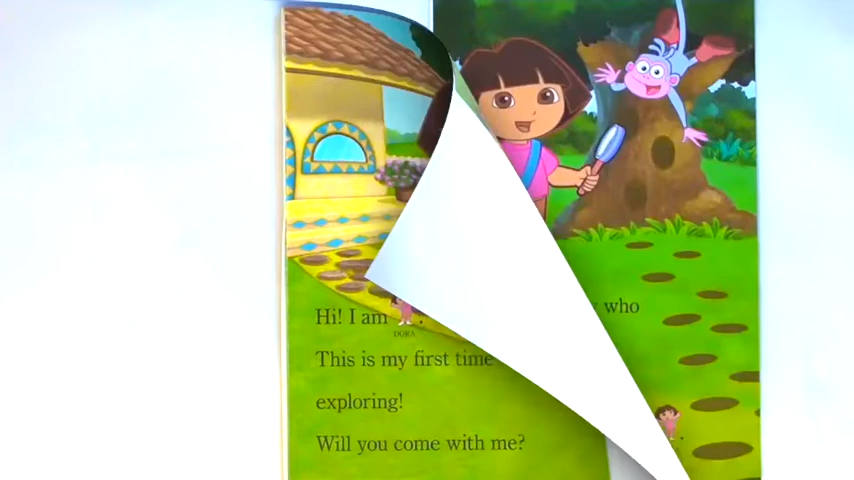 Hi! I am .
DORA
This is my first time
exploring!
Will you come with me?
who